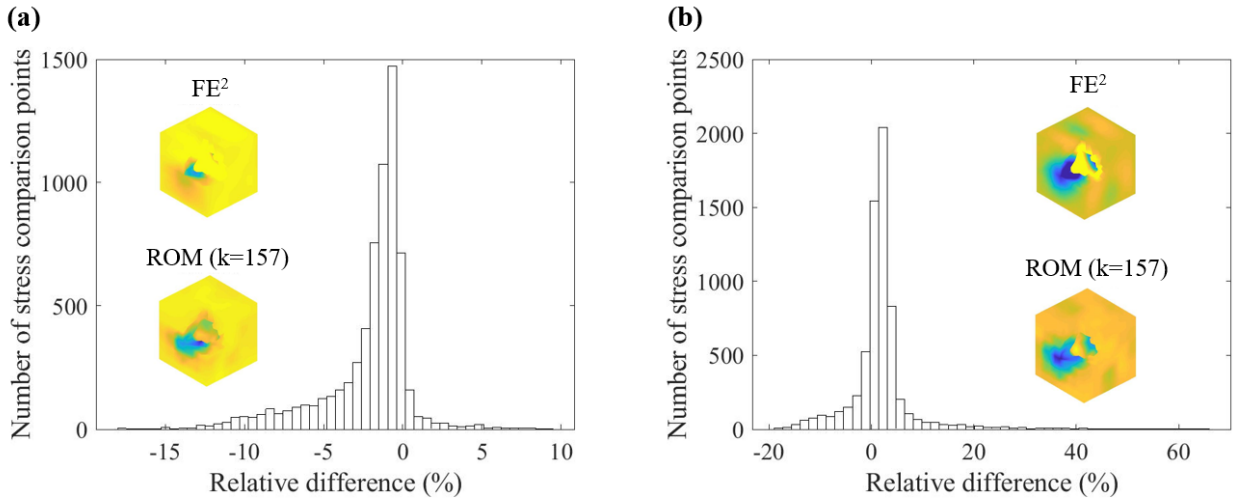 (a)
Number of stress comparison points
1500
1000
500
0
-15
-10
-5
0
5
10
Relative difference (%)
FE²
ROM (k=157)
(b)
Number of stress comparison points
2500
2000
1500
1000
500
0
-20
0
20
40
60
Relative difference (%)
FE²
ROM (k=157)